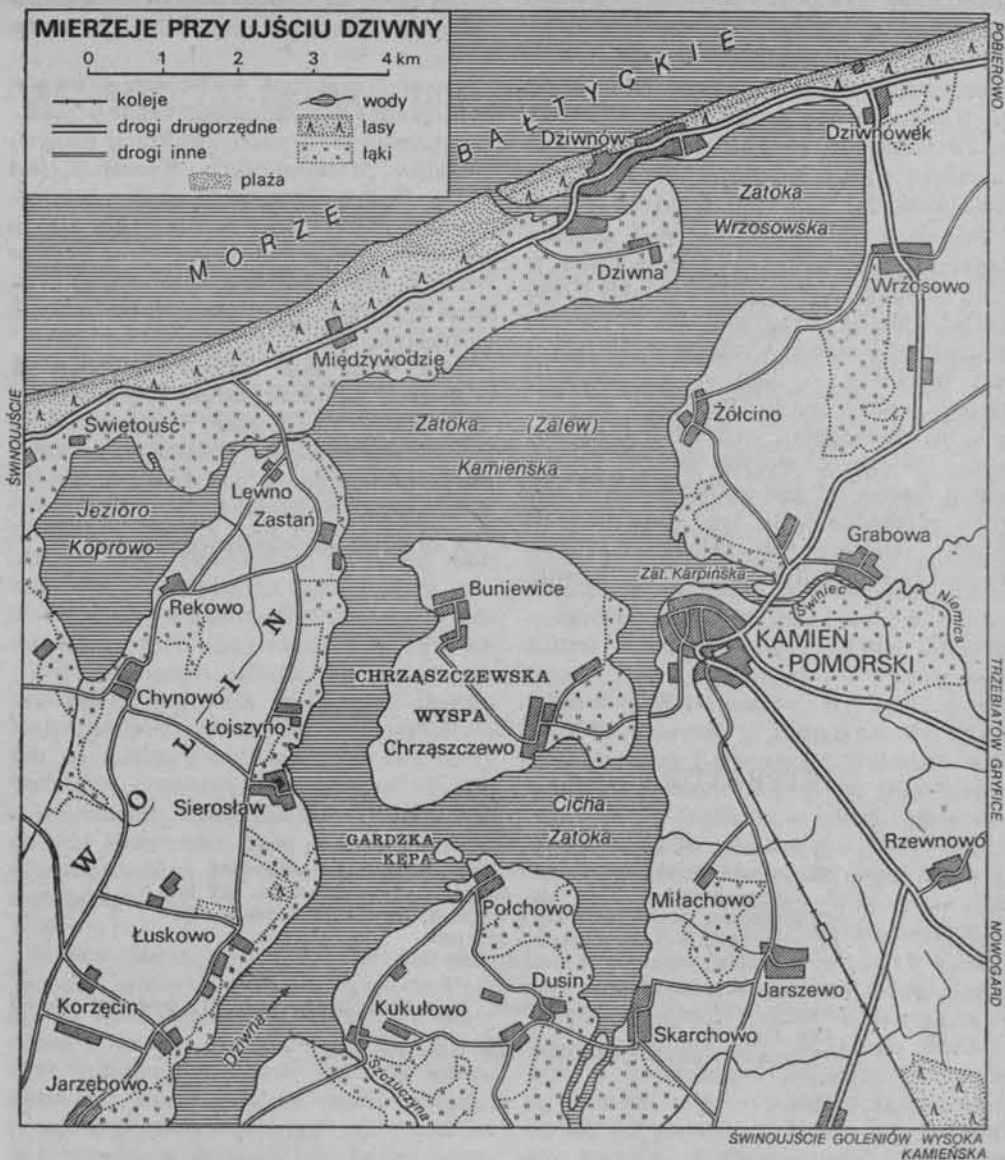 MIERZEJE PRZY UJŚCIU DZIWNY
0 1 2 3 4 km
koleje
drogi drugorzędne
drogi inne
wody
lasy
łąki
plaża
MORZE BAŁTYCKIE
POBIEROWO
Dziwnów
Dziwnówek
Zatoka
Wrzosowska
Dziwna
Wrzosowo
Międzywodzie
ŚWINOUJŚCIE
Świętouść
Zatoka (Zalew)
Kamieńska
Żółcino
Jezioro
Koprowo
Lewno
Zastań
Grabowa
Zat. Karpińska
Świniec
Niemica
Buniewice
Rekowo
KAMIEŃ
POMORSKI
CHRZĄSZCZEWSKA
WYSPA
Chrząszczewo
Chynowo
Łojszyno
WOLIN
Sierosław
TRZEBIATÓW GRYFICE
Cicha
Zatoka
GARDZKA
KĘPA
Rzewnowo
Połchowo
Miłachowo
Łuskowo
Dusin
Jarszewo
NOWOGARD
Korzęcin
Kukułowo
Skarchowo
Dziwna
Szczuczyna
Jarzębowo
ŚWINOUJŚCIE GOLENIÓW WYSOKA
KAMIEŃSKA